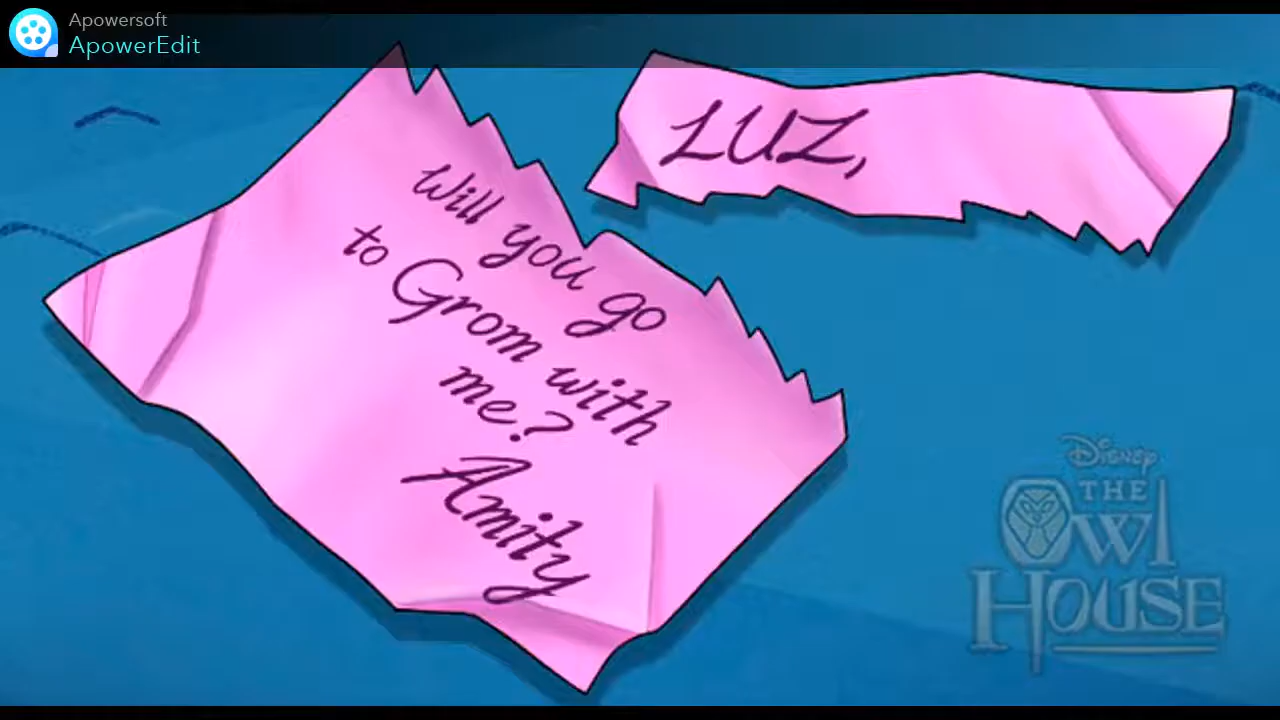 Apowersoft
ApowerEdit
LUZ,
Will you go
to Grom with
me?
Amity
Disney
THE
OWL
HOUSE